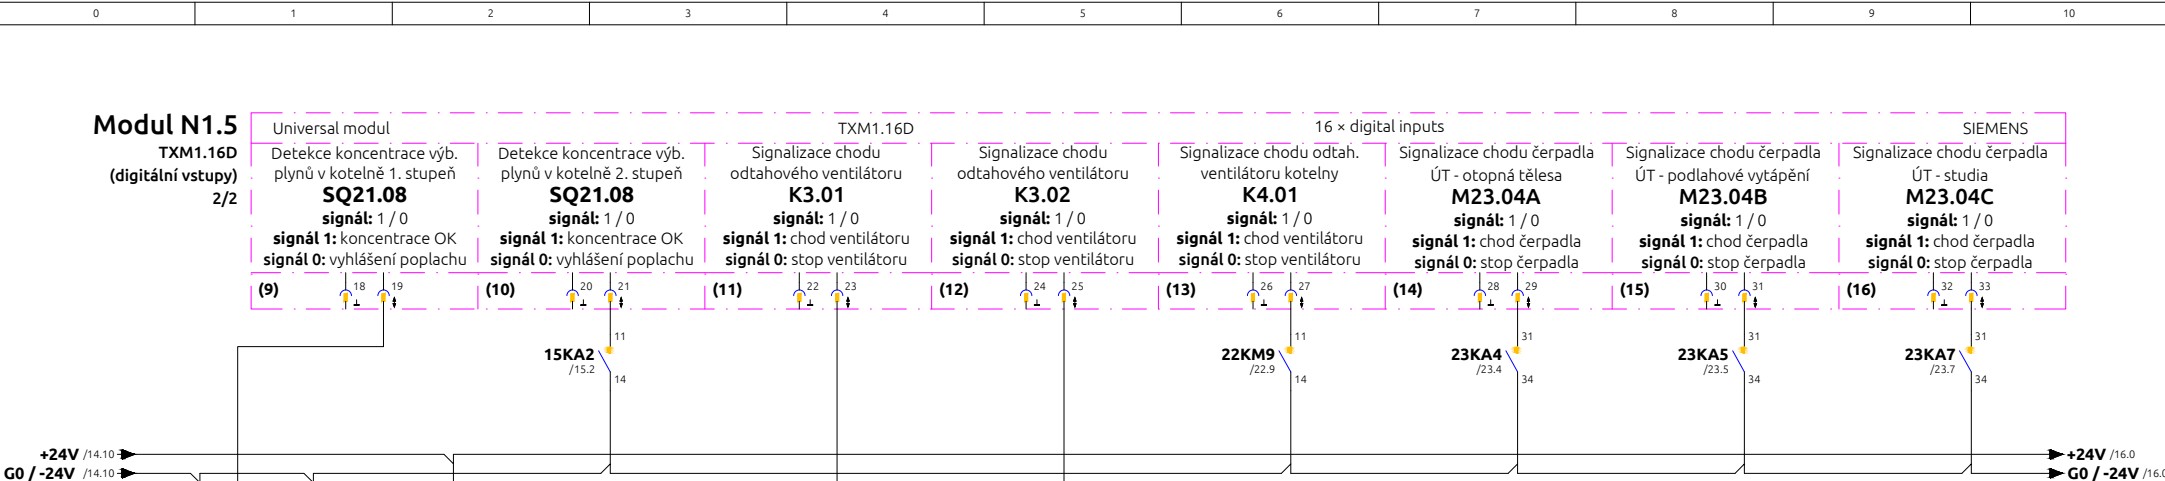 0 1 2 3 4 5 6 7 8 9 10
Modul N1.5
TXM1.16D
(digitální vstupy)
2/2
Universal modul TXM1.16D 16 × digital inputs SIEMENS
Detekce koncentrace výb.
plynů v kotelně 1. stupeň
SQ21.08
signál: 1 / 0
signál 1: koncentrace OK
signál 0: vyhlášení poplachu
(9) 18 19
Detekce koncentrace výb.
plynů v kotelně 2. stupeň
SQ21.08
signál: 1 / 0
signál 1: koncentrace OK
signál 0: vyhlášení poplachu
(10) 20 21
Signalizace chodu
odtahového ventilátoru
K3.01
signál: 1 / 0
signál 1: chod ventilátoru
signál 0: stop ventilátoru
(11) 22 23
Signalizace chodu
odtahového ventilátoru
K3.02
signál: 1 / 0
signál 1: chod ventilátoru
signál 0: stop ventilátoru
(12) 24 25
Signalizace chodu odtah.
ventilátoru kotelny
K4.01
signál: 1 / 0
signál 1: chod ventilátoru
signál 0: stop ventilátoru
(13) 26 27
Signalizace chodu čerpadla
ÚT - otopná tělesa
M23.04A
signál: 1 / 0
signál 1: chod čerpadla
signál 0: stop čerpadla
(14) 28 29
Signalizace chodu čerpadla
ÚT - podlahové vytápění
M23.04B
signál: 1 / 0
signál 1: chod čerpadla
signál 0: stop čerpadla
(15) 30 31
Signalizace chodu čerpadla
ÚT - studia
M23.04C
signál: 1 / 0
signál 1: chod čerpadla
signál 0: stop čerpadla
(16) 32 33
11
15KA2
/15.2
14
11
22KM9
/22.9
14
31
23KA4
/23.4
34
31
23KA5
/23.5
34
31
23KA7
/23.7
34
+24V /14.10
G0 / -24V /14.10
+24V /16.0
G0 / -24V /16.0